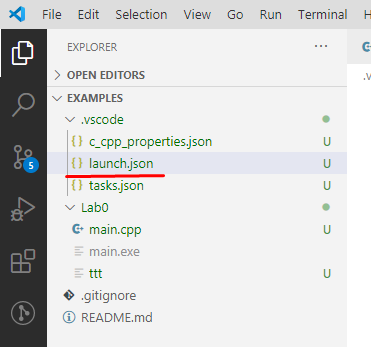 File Edit Selection View Go Run Terminal H
EXPLORER
OPEN EDITORS
EXAMPLES
.vscode
{} c_cpp_properties.json U
{} launch.json U
5
{} tasks.json U
Lab0
main.cpp U
main.exe
ttt U
.gitignore
README.md